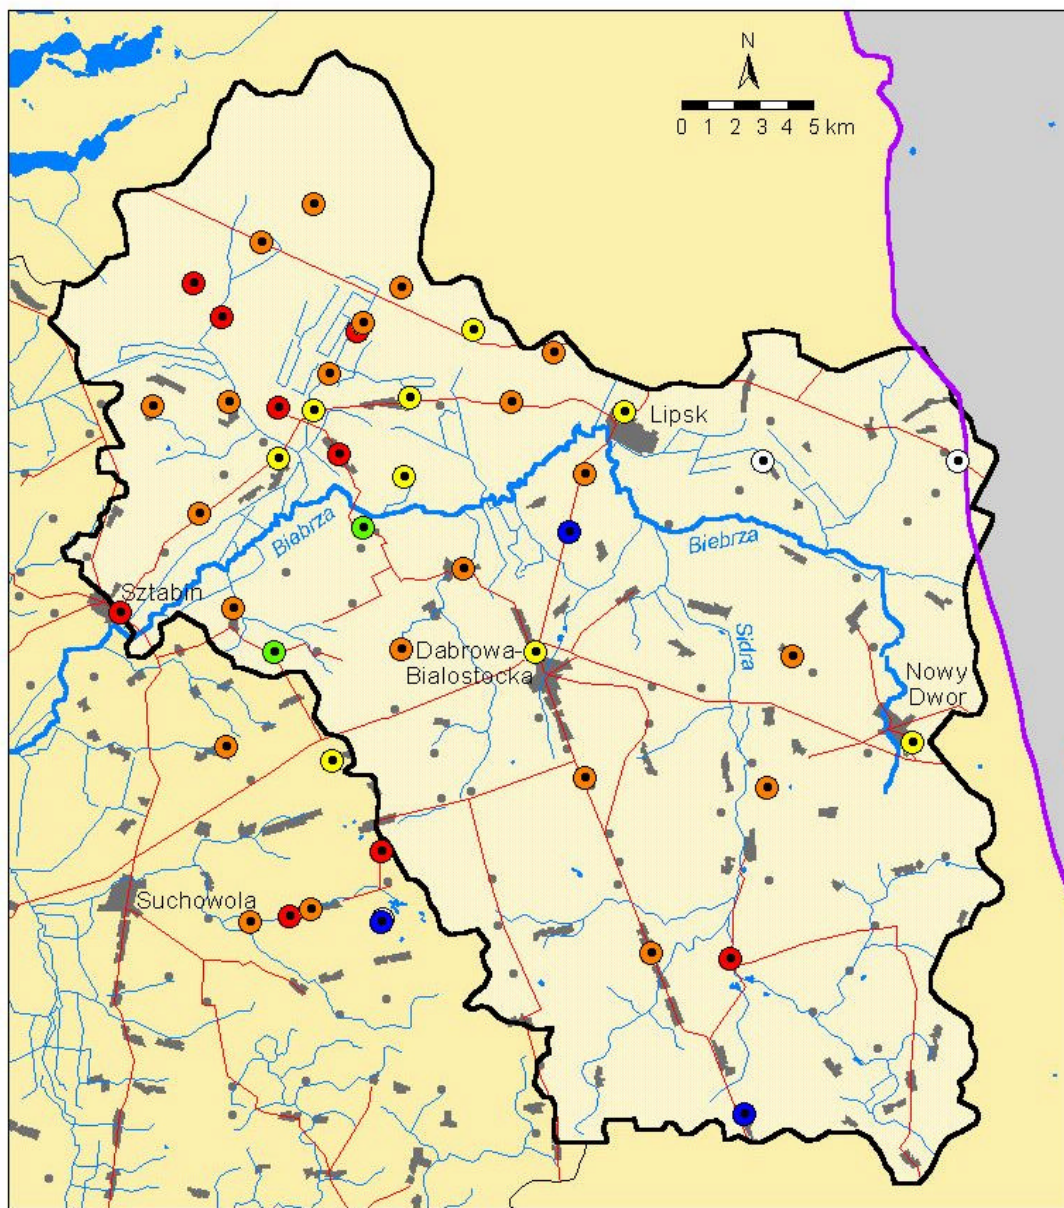 N
0 1 2 3 4 5 km
Lipsk
Biebrza
Biebrza
Sztabin
Sidra
Dabrowa-
Bialostocka
Nowy
Dwor
Suchowola